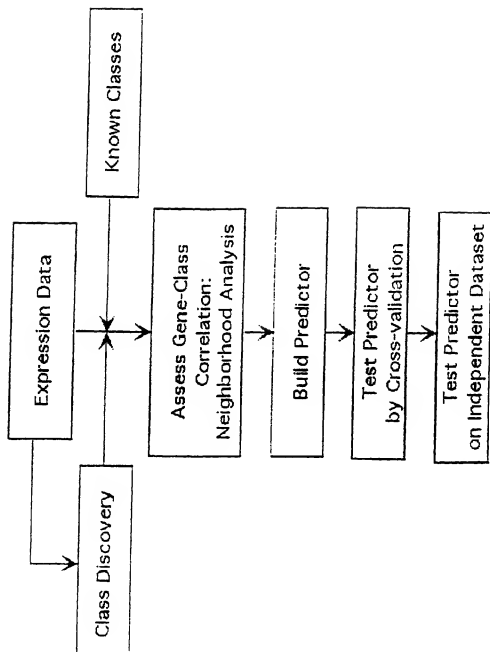 Expression Data
Known Classes
Class Discovery
Assess Gene-Class
Correlation:
Neighborhood Analysis
Build Predictor
Test Predictor
by Cross-validation
Test Predictor
on Independent Dataset